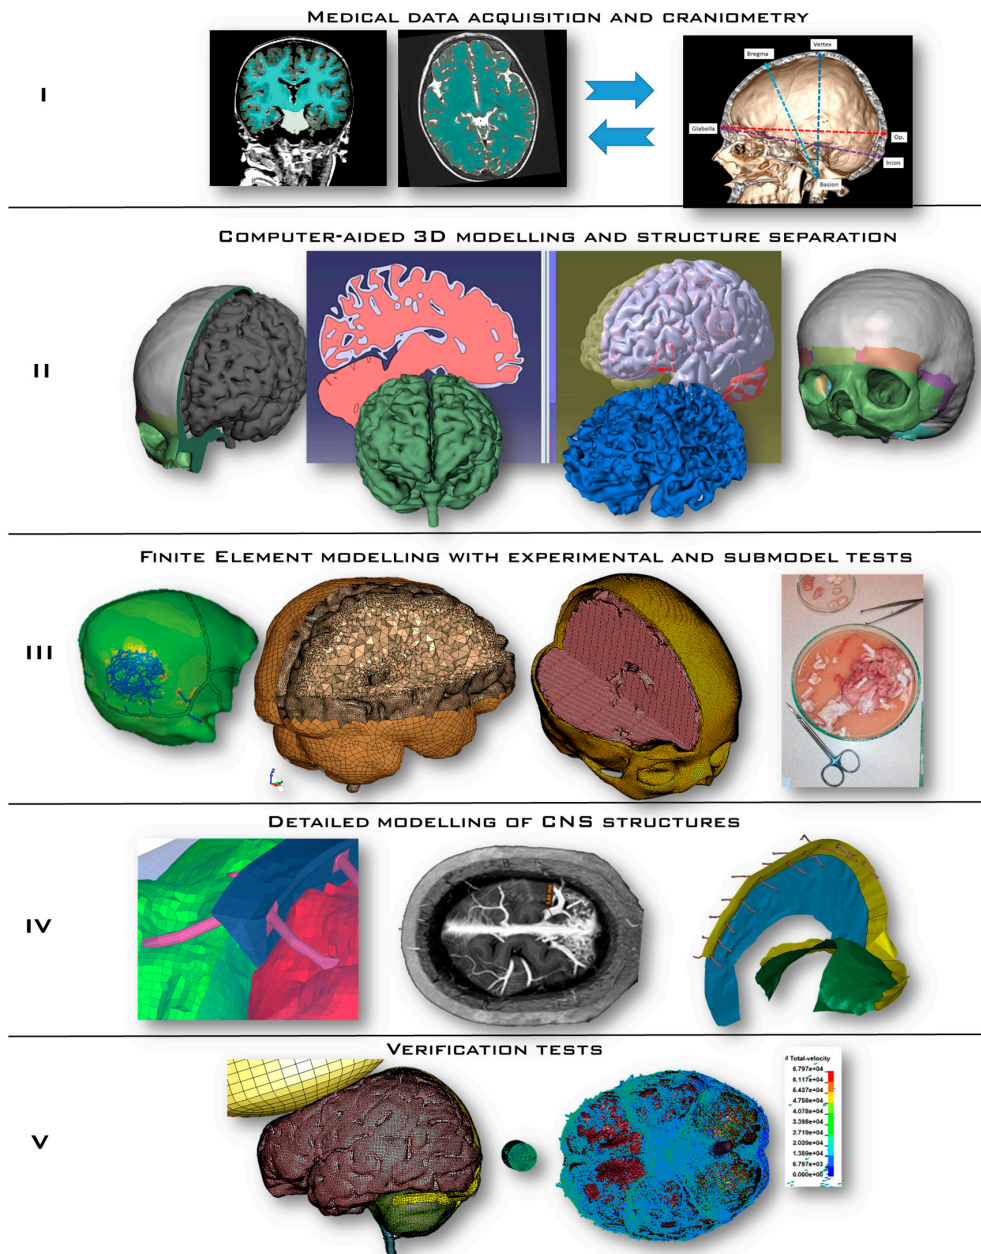 Medical data acquisition and craniometry
I
Vertex
Bregma
Glabella
Op.
Inion
Basion
Computer-aided 3D modelling and structure separation
II
Finite Element modelling with experimental and submodel tests
III
Detailed modelling of CNS structures
IV
Verification tests
V
Total-velocity
6.797e+04
6.117e+04
5.437e+04
4.758e+04
4.078e+04
3.398e+04
2.719e+04
2.039e+04
1.359e+04
6.797e+03
0.000e+00